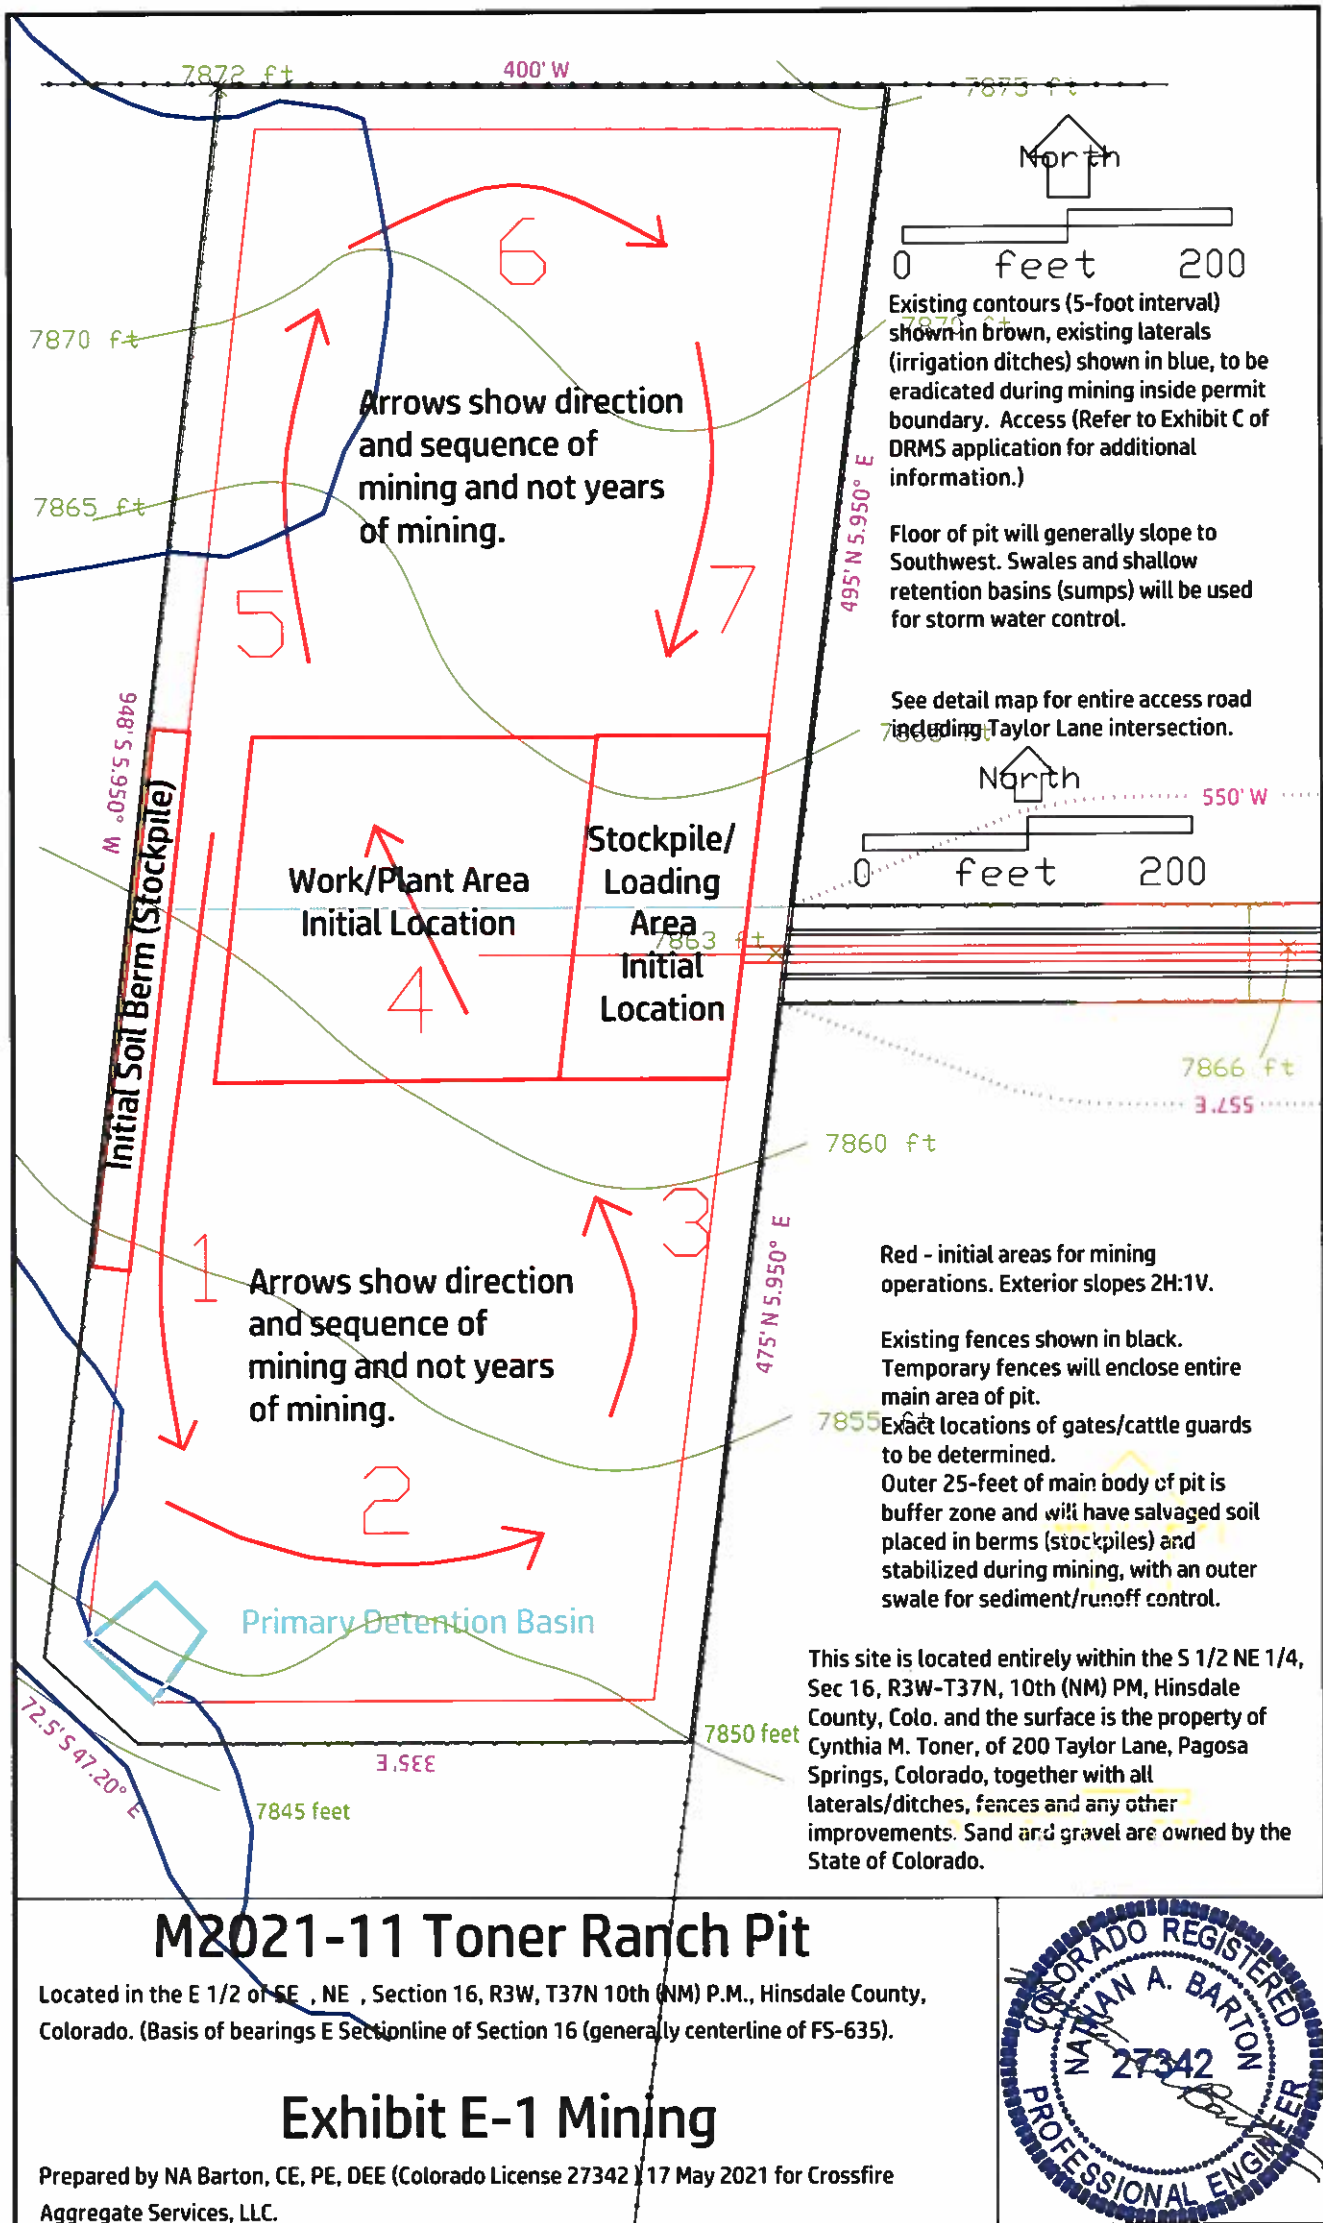 7872 ft
400' W
7875 ft
North
0 feet 200
7870 ft
7870 ft
Existing contours (5-foot interval)
shown in brown, existing laterals
(irrigation ditches) shown in blue, to be
eradicated during mining inside permit
boundary.  Access (Refer to Exhibit C of
DRMS application for additional
information.)
6
Arrows show direction
and sequence of
mining and not years
of mining.
7865 ft
495' N 5.950° E
Floor of pit will generally slope to
Southwest. Swales and shallow
retention basins (sumps) will be used
for storm water control.
5
7
948' S 5.950° W
See detail map for entire access road
including Taylor Lane intersection.
7865 ft
North
550' W
0 feet 200
Initial Soil Berm (Stockpile)
Work/Plant Area
Initial Location
4
Stockpile/
Loading
Area
Initial
Location
7863 ft
7866 ft
557' E
7860 ft
3
1
475' N 5.950° E
Arrows show direction
and sequence of
mining and not years
of mining.
Red - initial areas for mining
operations. Exterior slopes 2H:1V.
Existing fences shown in black.
Temporary fences will enclose entire
main area of pit.
7855 ft
Exact locations of gates/cattle guards
to be determined.
Outer 25-feet of main body of pit is
buffer zone and will have salvaged soil
placed in berms (stockpiles) and
stabilized during mining, with an outer
swale for sediment/runoff control.
2
Primary Detention Basin
This site is located entirely within the S 1/2 NE 1/4,
Sec 16, R3W-T37N, 10th (NM) PM, Hinsdale
County, Colo. and the surface is the property of
Cynthia M. Toner, of 200 Taylor Lane, Pagosa
Springs, Colorado, together with all
laterals/ditches, fences and any other
improvements. Sand and gravel are owned by the
State of Colorado.
7850 feet
335' E
72.5' S 47.20° E
7845 feet
M2021-11 Toner Ranch Pit
Located in the E 1/2 of SE , NE , Section 16, R3W, T37N 10th (NM) P.M., Hinsdale County,
Colorado. (Basis of bearings E Sectionline of Section 16 (generally centerline of FS-635).
Exhibit E-1 Mining
Prepared by NA Barton, CE, PE, DEE (Colorado License 27342 ) 17 May 2021 for Crossfire
Aggregate Services, LLC.
COLORADO REGISTERED
NATHAN A. BARTON
27342
PROFESSIONAL ENGINEER